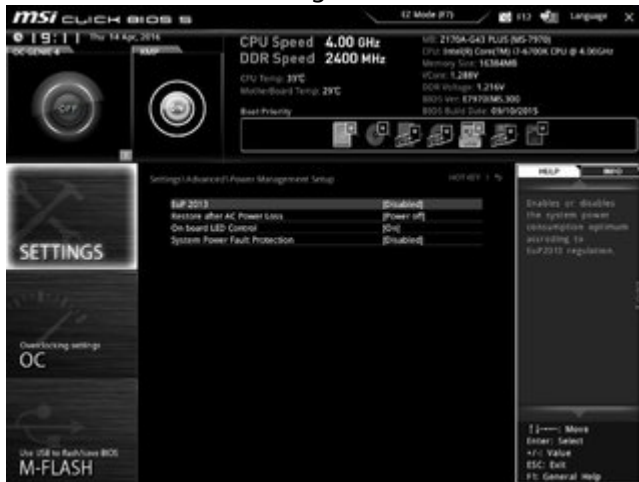 msi CLICK BIOS 5
EZ Mode (F7)
F12
Language
X
Thu 14 Apr, 2016
OC GENIE 4
XMP
CPU Speed 4.00 GHz
DDR Speed 2400 MHz
CPU Temp: 39℃
MotherBoard Temp: 29℃
MB: Z170A-G43 PLUS (MS-7970)
CPU: Intel(R) Core(TM) i7-6700K CPU @ 4.00GHz
Memory Size: 16384MB
VCore: 1.288V
DDR Voltage: 1.216V
BIOS Ver: E7970IMS.300
BIOS Build Date: 09/10/2015
Boot Priority
OFF
Settings\Advanced\Power Management Setup
HOT KEY
HELP
INFO
EuP 2013 [Disabled]
Restore after AC Power Loss [Power off]
On board LED Control [On]
System Power Fault Protection [Disabled]
Enables or disables
the system power
consumption optimum
according to
EuP2013 regulation.
SETTINGS
Overclocking settings
OC
Use USB to flash/save BIOS
M-FLASH
Move
Enter: Select
+/-: Value
ESC: Exit
F1: General Help